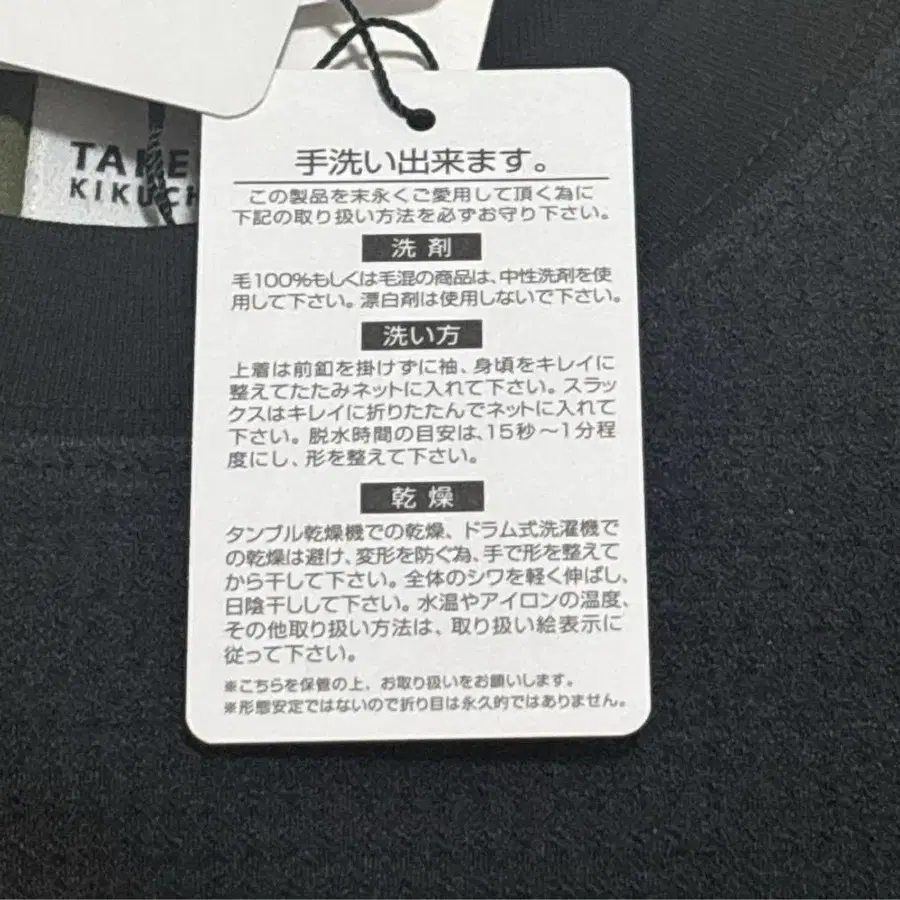 手洗い出来ます。
この製品を末永くご愛用して頂く為に
下記の取り扱い方法を必ずお守り下さい。
洗剤
毛100%もしくは毛混の商品は、中性洗剤を使
用して下さい。漂白剤は使用しないで下さい。
洗い方
上着は前釦を掛けずに袖、身頃をキレイに
整えてたたみネットに入れて下さい。スラッ
クスはキレイに折りたたんでネットに入れて
下さい。脱水時間の目安は、15秒〜1分程
度にし、形を整えて下さい。
乾燥
タンブル乾燥機での乾燥、ドラム式洗濯機で
の乾燥は避け、変形を防ぐ為、手で形を整えて
から干して下さい。全体のシワを軽く伸ばし、
日陰干しして下さい。水温やアイロンの温度、
その他取り扱い方法は、取り扱い絵表示に
従って下さい。
※こちらを保管の上、お取り扱いをお願いします。
※形態安定ではないので折り目は永久的ではありません。